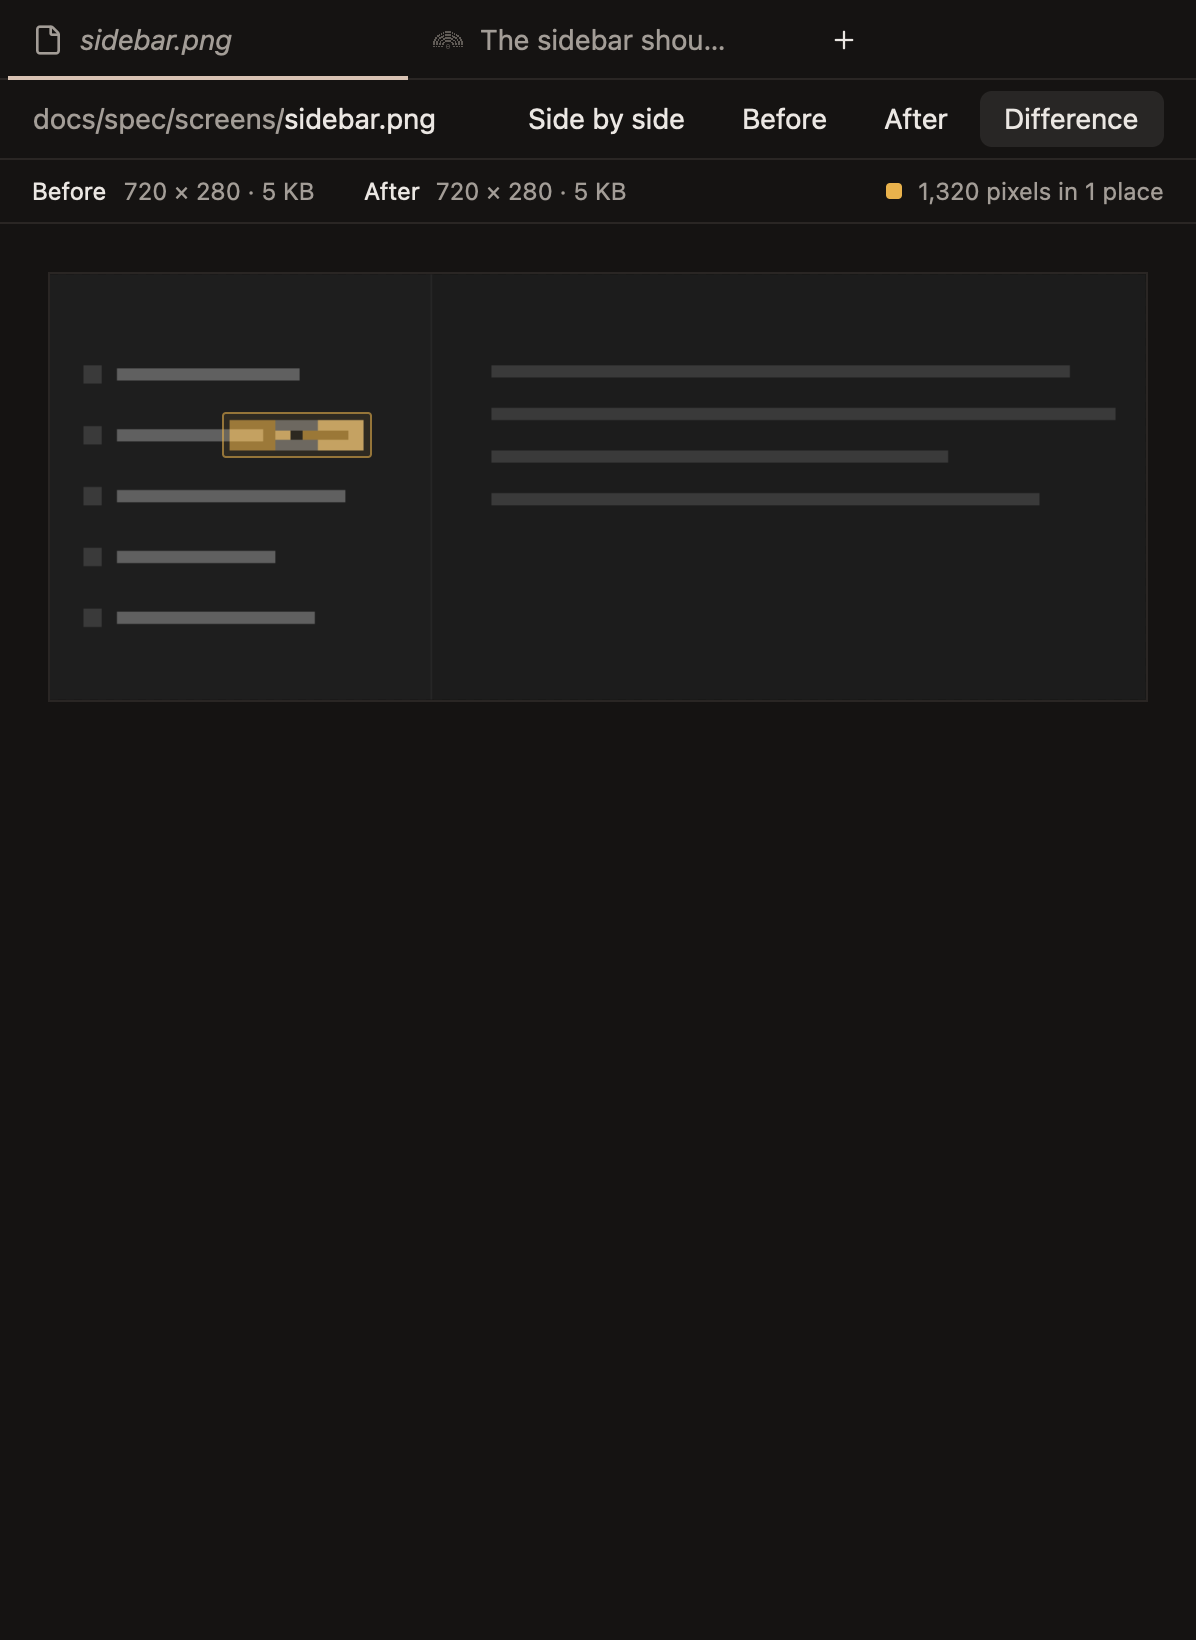 sidebar.png
The sidebar shou...
docs/spec/screens/sidebar.png
Side by side
Before
After
Difference
Before 720 × 280 · 5 KB
After 720 × 280 · 5 KB
1,320 pixels in 1 place